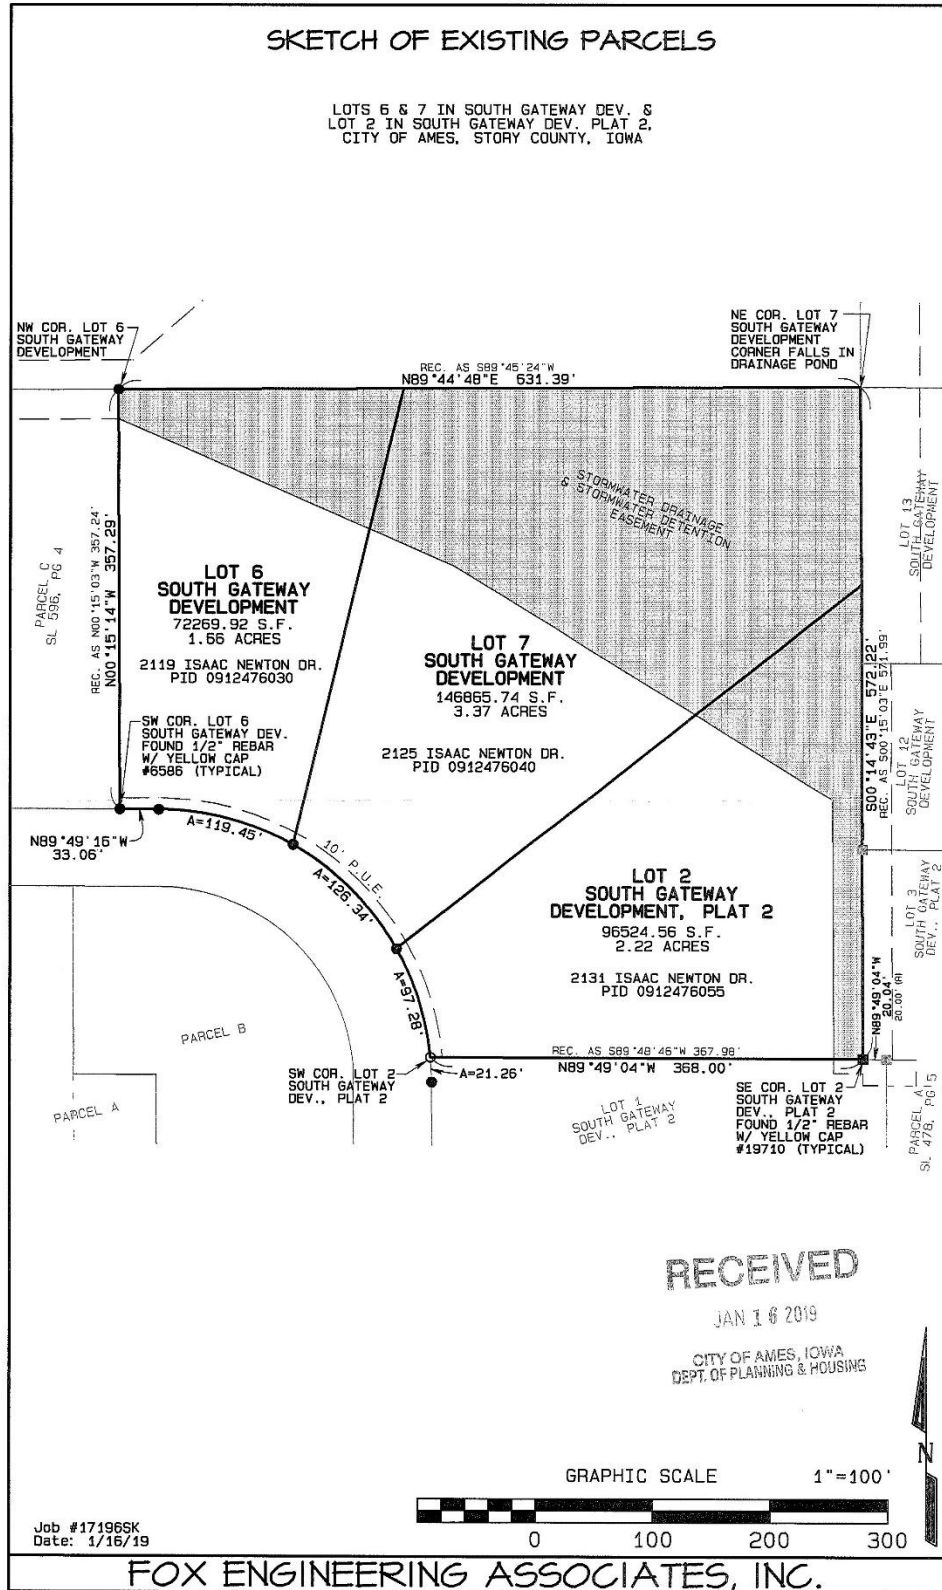 SKETCH OF EXISTING PARCELS
LOTS 6 & 7 IN SOUTH GATEWAY DEV. &
LOT 2 IN SOUTH GATEWAY DEV. PLAT 2,
CITY OF AMES, STORY COUNTY, IOWA
NW COR. LOT 6
SOUTH GATEWAY
DEVELOPMENT
REC. AS S89°45'24"W
N89°44'48"E 631.39'
NE COR. LOT 7
SOUTH GATEWAY
DEVELOPMENT
CORNER FALLS IN
DRAINAGE POND
STORMWATER DRAINAGE
& STORMWATER DETENTION
EASEMENT
LOT 13
SOUTH GATEWAY
DEVELOPMENT
PARCEL C
SL 596, PG 4
REC. AS N00°15'03"W 357.24'
N00°15'14"W 357.29'
LOT 6
SOUTH GATEWAY
DEVELOPMENT
72269.92 S.F.
1.66 ACRES
2119 ISAAC NEWTON DR.
PID 0912476030
LOT 7
SOUTH GATEWAY
DEVELOPMENT
146865.74 S.F.
3.37 ACRES
2125 ISAAC NEWTON DR.
PID 0912476040
S00°14'43"E 572.22'
REC. AS S00°15'03"E 571.99'
LOT 12
SOUTH GATEWAY
DEVELOPMENT
SW COR. LOT 6
SOUTH GATEWAY DEV.
FOUND 1/2" REBAR
W/ YELLOW CAP
#6586 (TYPICAL)
N89°49'16"W
33.06'
A=119.45'
10' P.U.E.
A=126.34'
A=97.28'
LOT 2
SOUTH GATEWAY
DEVELOPMENT, PLAT 2
96524.56 S.F.
2.22 ACRES
2131 ISAAC NEWTON DR.
PID 0912476055
LOT 3
SOUTH GATEWAY
DEV., PLAT 2
N89°49'04"W
20.04'
20.00' (R)
PARCEL B
PARCEL A
REC. AS S89°48'46"W 367.98'
N89°49'04"W 368.00'
SW COR. LOT 2
SOUTH GATEWAY
DEV., PLAT 2
A=21.26'
LOT 1
SOUTH GATEWAY
DEV., PLAT 2
SE COR. LOT 2
SOUTH GATEWAY
DEV., PLAT 2
FOUND 1/2" REBAR
W/ YELLOW CAP
#19710 (TYPICAL)
PARCEL A
SL 478, PG 5
RECEIVED
JAN 16 2019
CITY OF AMES, IOWA
DEPT. OF PLANNING & HOUSING
N
GRAPHIC SCALE 1"=100'
0 100 200 300
Job #17196SK
Date: 1/16/19
FOX ENGINEERING ASSOCIATES, INC.